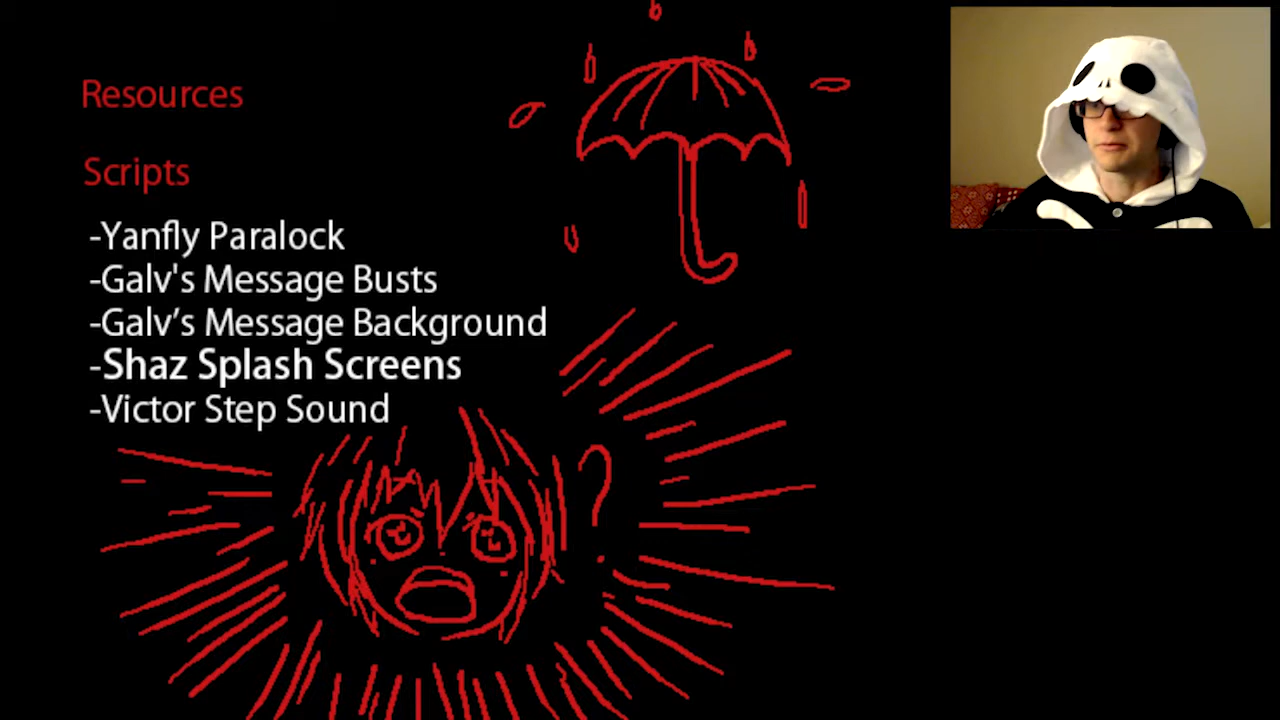 Resources
Scripts
-Yanfly Paralock
-Galv's Message Busts
-Galv’s Message Background
-Shaz Splash Screens
-Victor Step Sound
?